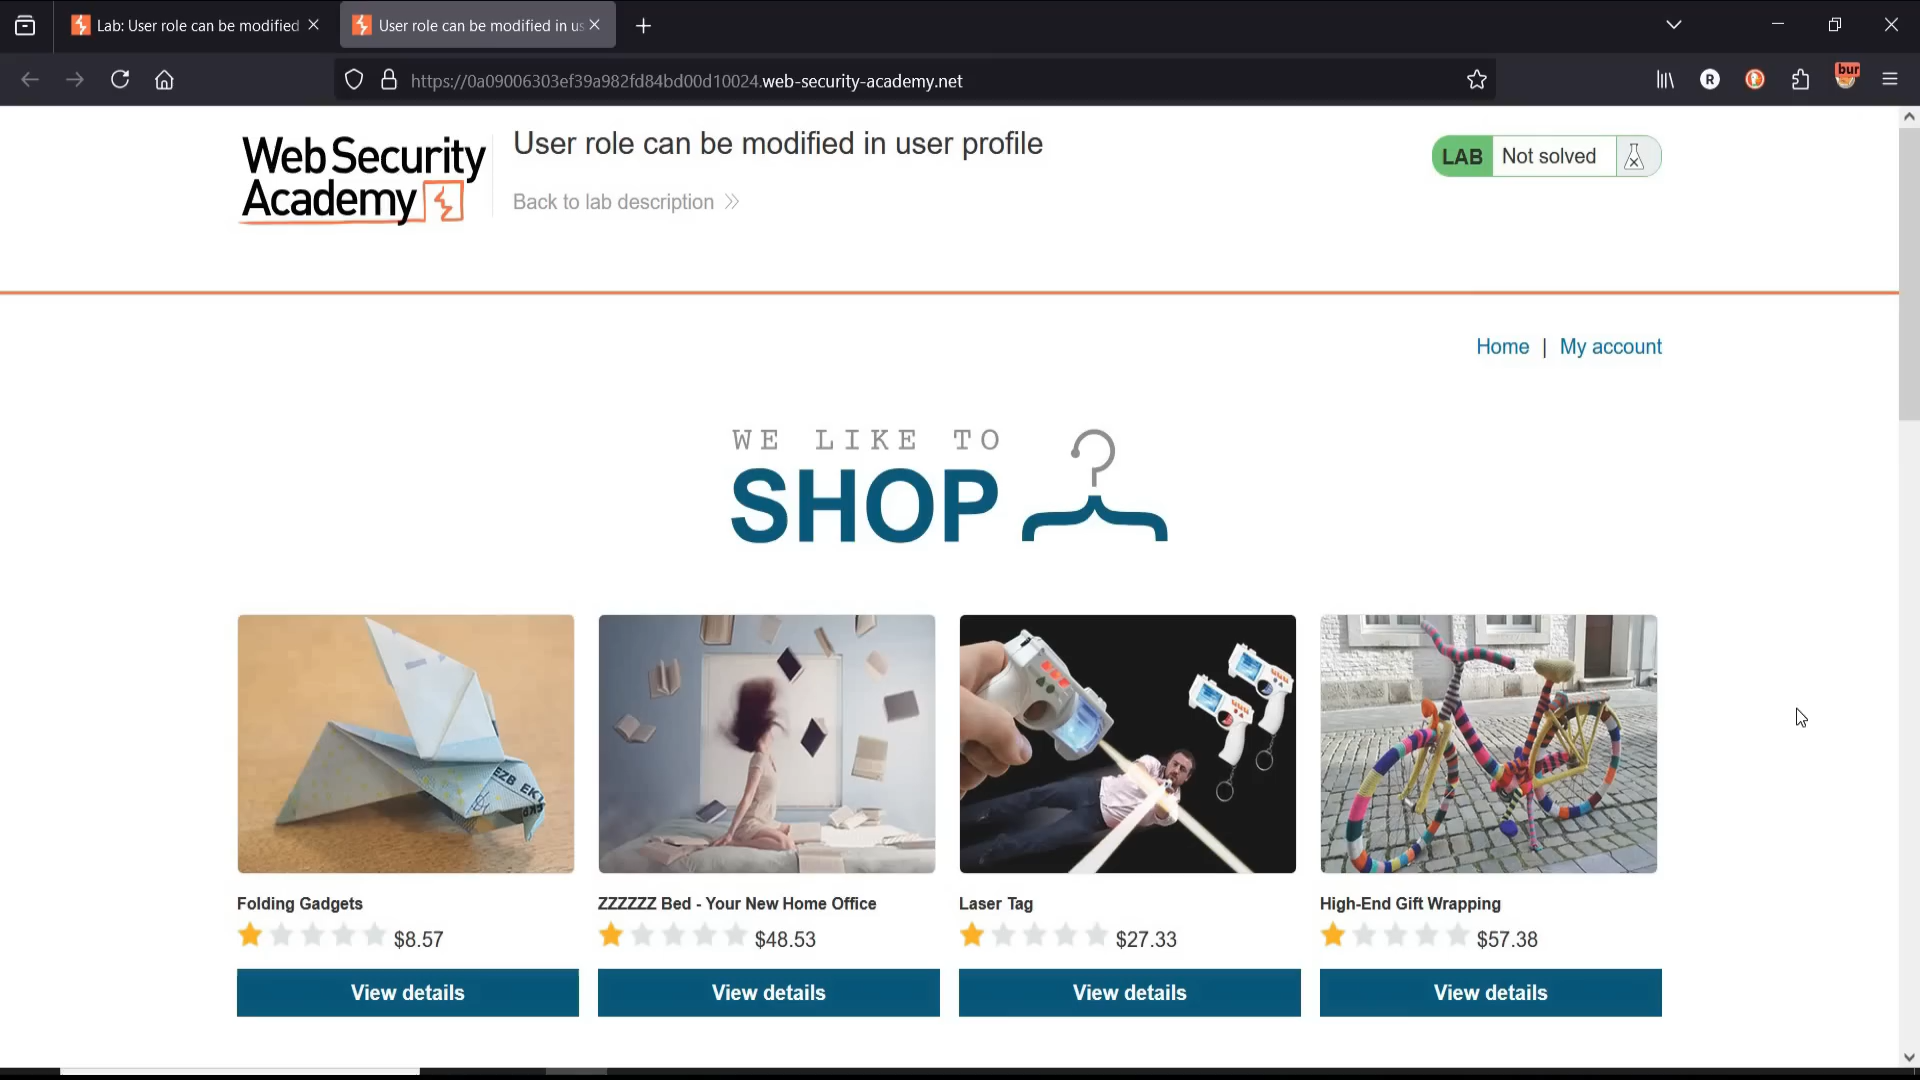 Lab: User role can be modified
User role can be modified in us
https://0a09006303ef39a982fd84bd00d10024.web-security-academy.net
R
bur
Web Security
Academy
User role can be modified in user profile
Back to lab description
LAB Not solved
Home | My account
WE LIKE TO
SHOP
EZB EK
Folding Gadgets
ZZZZZZ Bed - Your New Home Office
Laser Tag
High-End Gift Wrapping
$8.57
$48.53
$27.33
$57.38
View details
View details
View details
View details